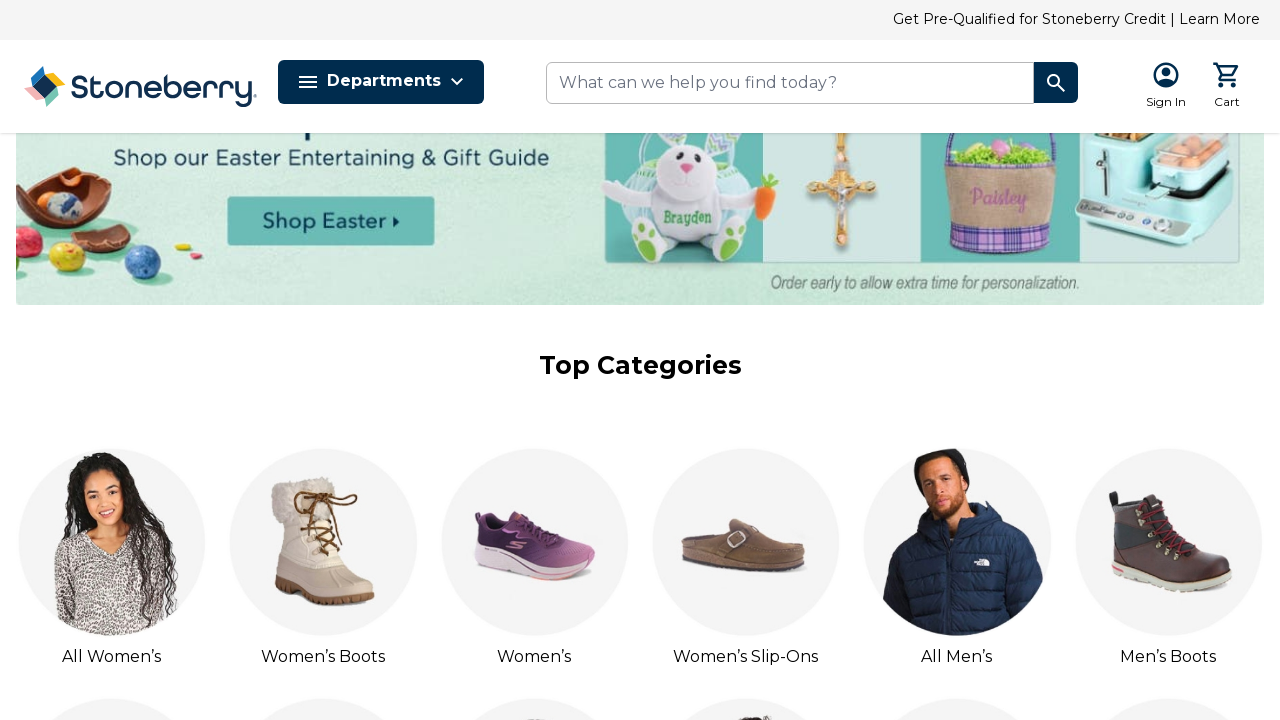 Get Pre-Qualified for Stoneberry Credit | Learn More
Stoneberry
Departments
What can we help you find today?
Sign In
Cart
Shop our Easter Entertaining & Gift Guide
Shop Easter
Brayden
Paisley
Order early to allow extra time for personalization.
Top Categories
All Women’s
Women’s Boots
Women’s
Women’s Slip-Ons
All Men’s
Men’s Boots